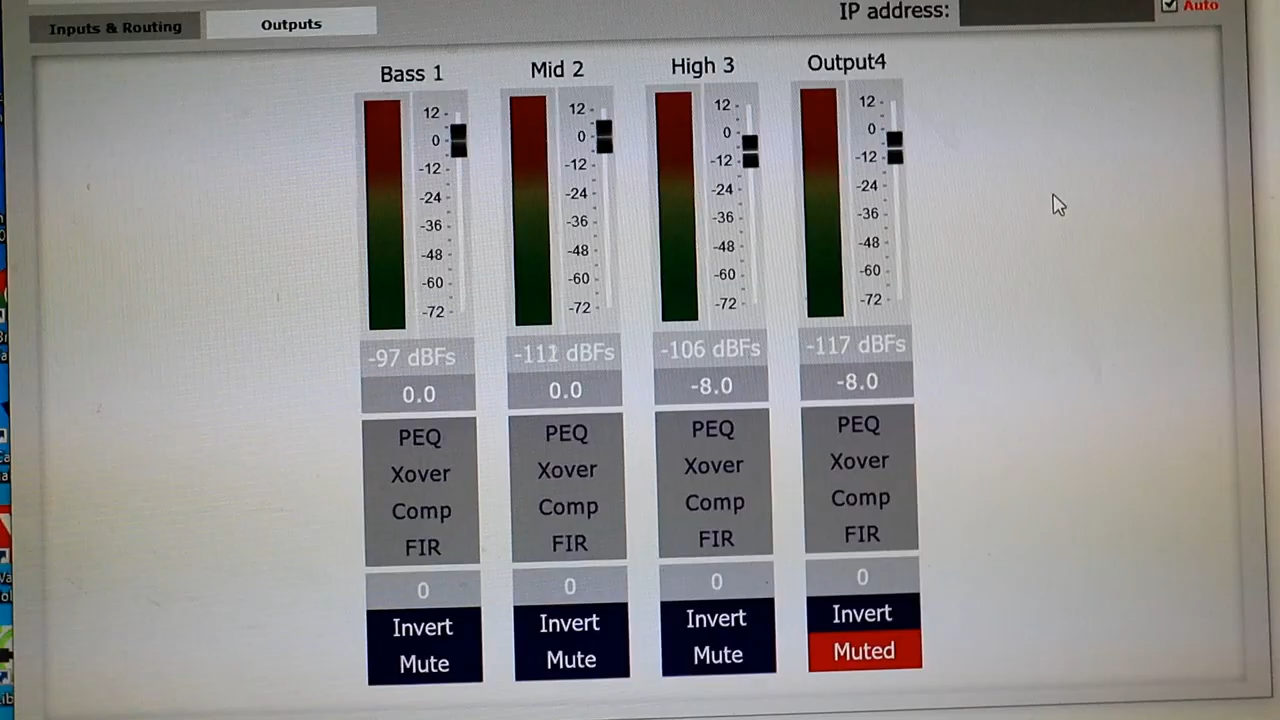 Inputs & Routing
Outputs
IP address:
Auto
Bass 1
12
0
-12
-24
-36
-48
-60
-72
-97 dBFs
0.0
PEQ
Xover
Comp
FIR
0
Invert
Mute
Mid 2
12
0
-12
-24
-36
-48
-60
-72
-111 dBFs
0.0
PEQ
Xover
Comp
FIR
0
Invert
Mute
High 3
12
0
-12
-24
-36
-48
-60
-72
-106 dBFs
-8.0
PEQ
Xover
Comp
FIR
0
Invert
Mute
Output4
12
0
-12
-24
-36
-48
-60
-72
-117 dBFs
-8.0
PEQ
Xover
Comp
FIR
0
Invert
Muted